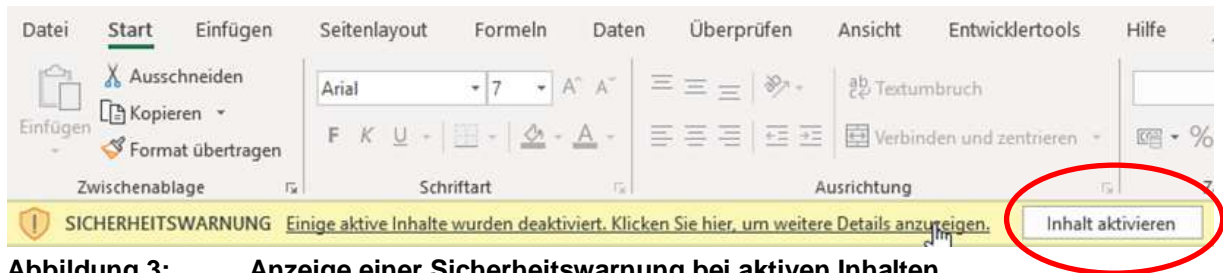 Datei Start Einfügen Seitenlayout Formeln Daten Überprüfen Ansicht Entwicklertools Hilfe
Ausschneiden
Kopieren
Einfügen
Format übertragen
Zwischenablage
Arial 7 A A
F K U A
Schriftart
ab Textumbruch
Verbinden und zentrieren
Ausrichtung
%
SICHERHEITSWARNUNG Einige aktive Inhalte wurden deaktiviert. Klicken Sie hier, um weitere Details anzuzeigen. Inhalt aktivieren
Abbildung 3: Anzeige einer Sicherheitswarnung bei aktiven Inhalten